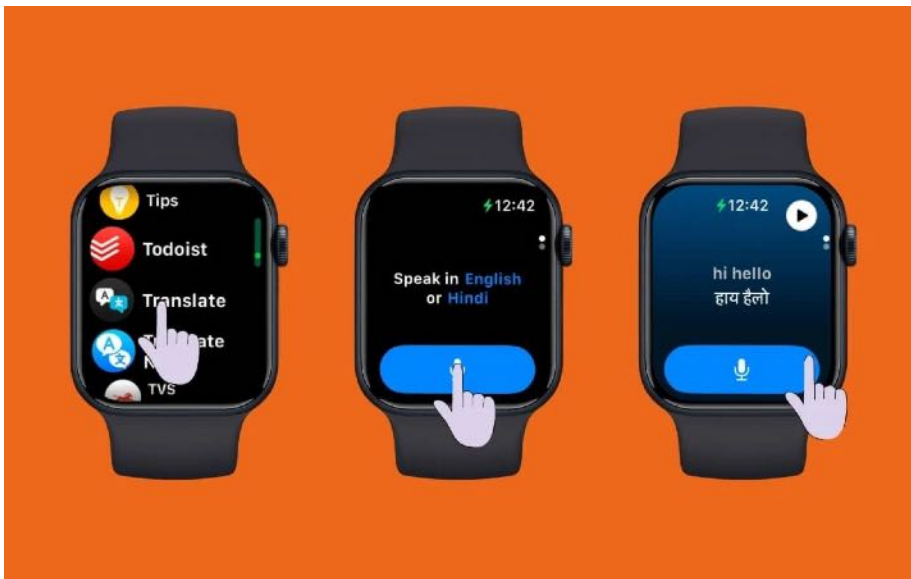 Tips
Todoist
Translate
TVS
12:42
Speak in English
or Hindi
12:42
hi hello
हाय हैलो